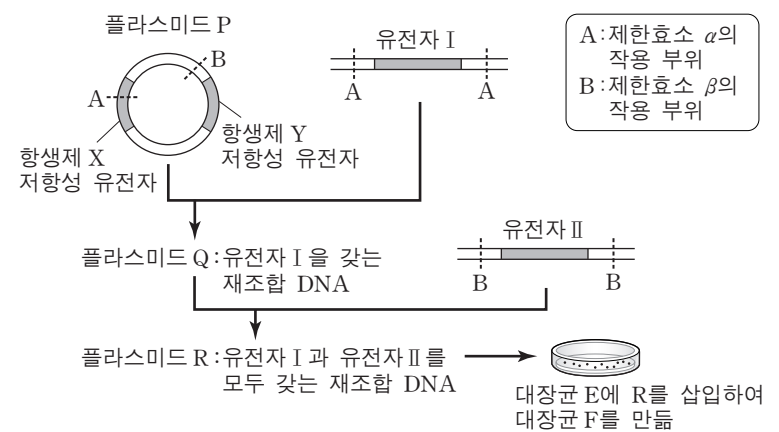 플라스미드 P
B
A
항생제 X
저항성 유전자
항생제 Y
저항성 유전자
유전자 Ⅰ
A A
A:제한효소 α의
작용 부위
B:제한효소 β의
작용 부위
플라스미드 Q:유전자 Ⅰ을 갖는
재조합 DNA
유전자 Ⅱ
B B
플라스미드 R:유전자 Ⅰ과 유전자 Ⅱ를
모두 갖는 재조합 DNA
대장균 E에 R를 삽입하여
대장균 F를 만듦